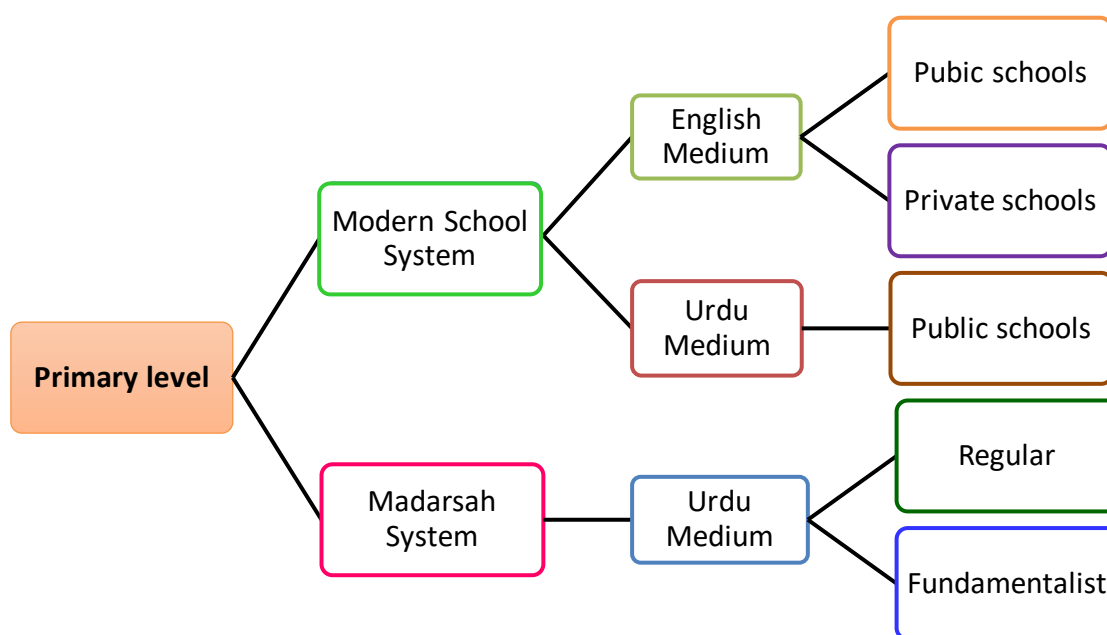 Primary level
Modern School
System
Madarsah
System
English
Medium
Urdu
Medium
Urdu
Medium
Pubic schools
Private schools
Public schools
Regular
Fundamentalist